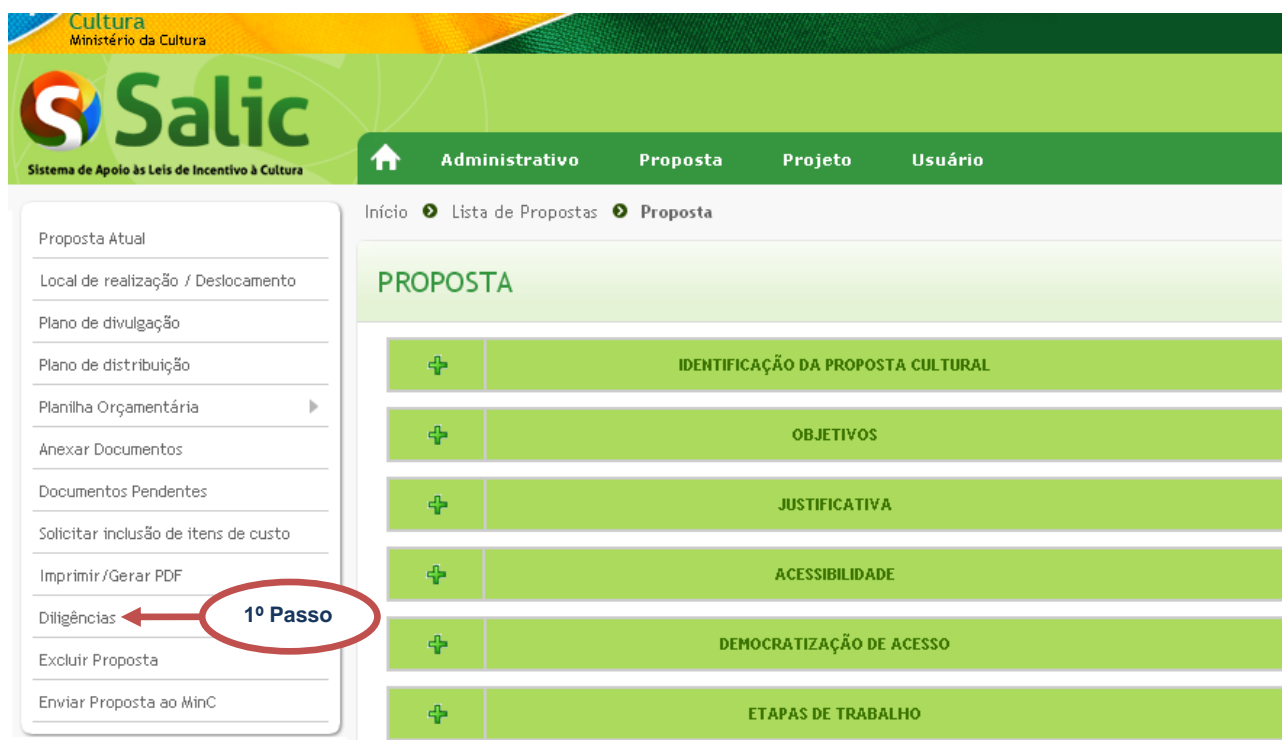 Cultura
Ministério da Cultura
Salic
Sistema de Apoio às Leis de Incentivo à Cultura
Administrativo Proposta Projeto Usuário
Início Lista de Propostas Proposta
Proposta Atual
Local de realização / Deslocamento
Plano de divulgação
Plano de distribuição
Planilha Orçamentária
Anexar Documentos
Documentos Pendentes
Solicitar inclusão de itens de custo
Imprimir/Gerar PDF
Diligências
1º Passo
Excluir Proposta
Enviar Proposta ao MinC
PROPOSTA
IDENTIFICAÇÃO DA PROPOSTA CULTURAL
OBJETIVOS
JUSTIFICATIVA
ACESSIBILIDADE
DEMOCRATIZAÇÃO DE ACESSO
ETAPAS DE TRABALHO